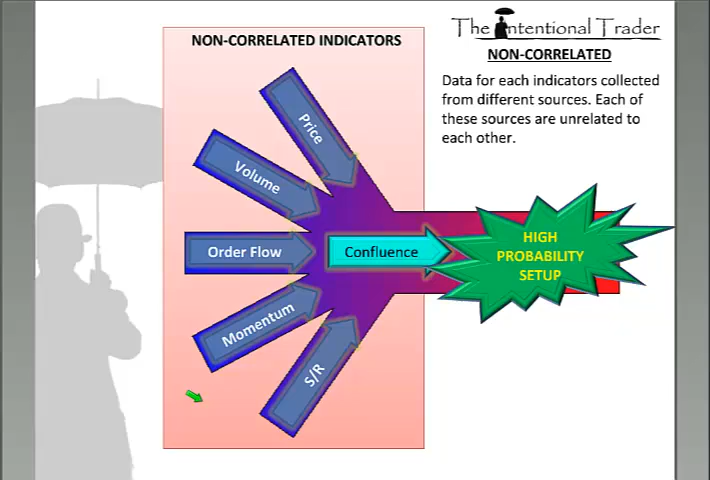 The Intentional Trader
NON-CORRELATED INDICATORS
NON-CORRELATED
Data for each indicators collected
from different sources. Each of
these sources are unrelated to
each other.
Price
Volume
Order Flow
Momentum
S/R
Confluence
HIGH
PROBABILITY
SETUP